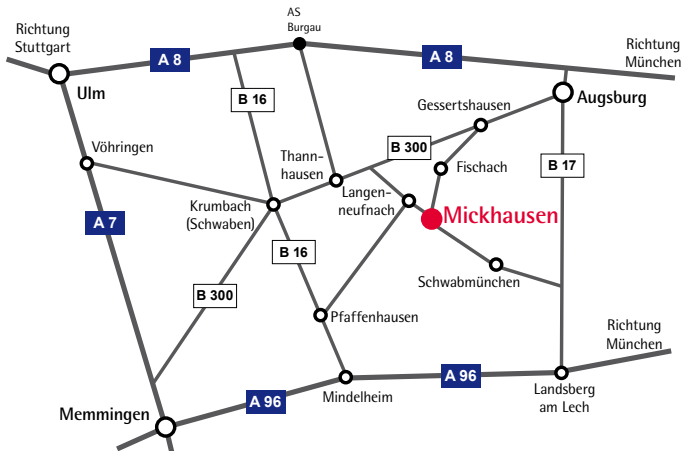 AS
Burgau
Richtung
Stuttgart
A 8
A 8
Richtung
München
Ulm
B 16
Gessertshausen
Augsburg
Vöhringen
B 300
Thann-
hausen
Fischach
B 17
Langen-
neufnach
Krumbach
(Schwaben)
Mickhausen
A 7
B 16
Schwabmünchen
B 300
Pfaffenhausen
Richtung
München
A 96
A 96
Mindelheim
Landsberg
am Lech
Memmingen